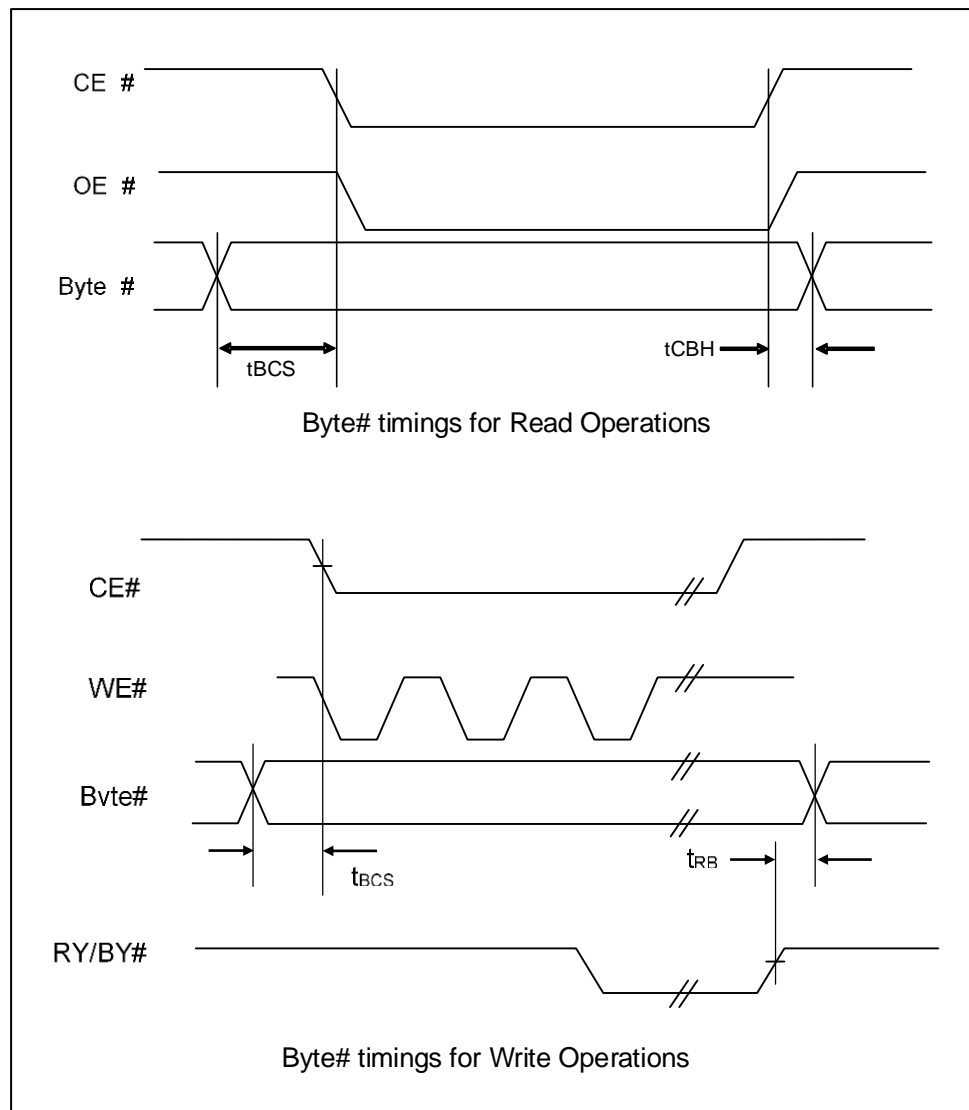 CE #
OE #
Byte #
tBCS
tCBH
Byte# timings for Read Operations
CE#
WE#
Bvte#
tBCS
tRB
RY/BY#
Byte# timings for Write Operations